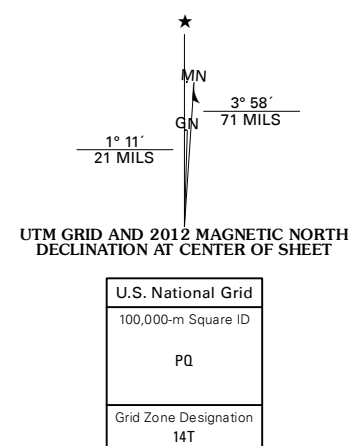 ★
MN
3° 58´
71 MILS
GN
1° 11´
21 MILS
UTM GRID AND 2012 MAGNETIC NORTH
DECLINATION AT CENTER OF SHEET
U.S. National Grid
100,000-m Square ID
PQ
Grid Zone Designation
14T